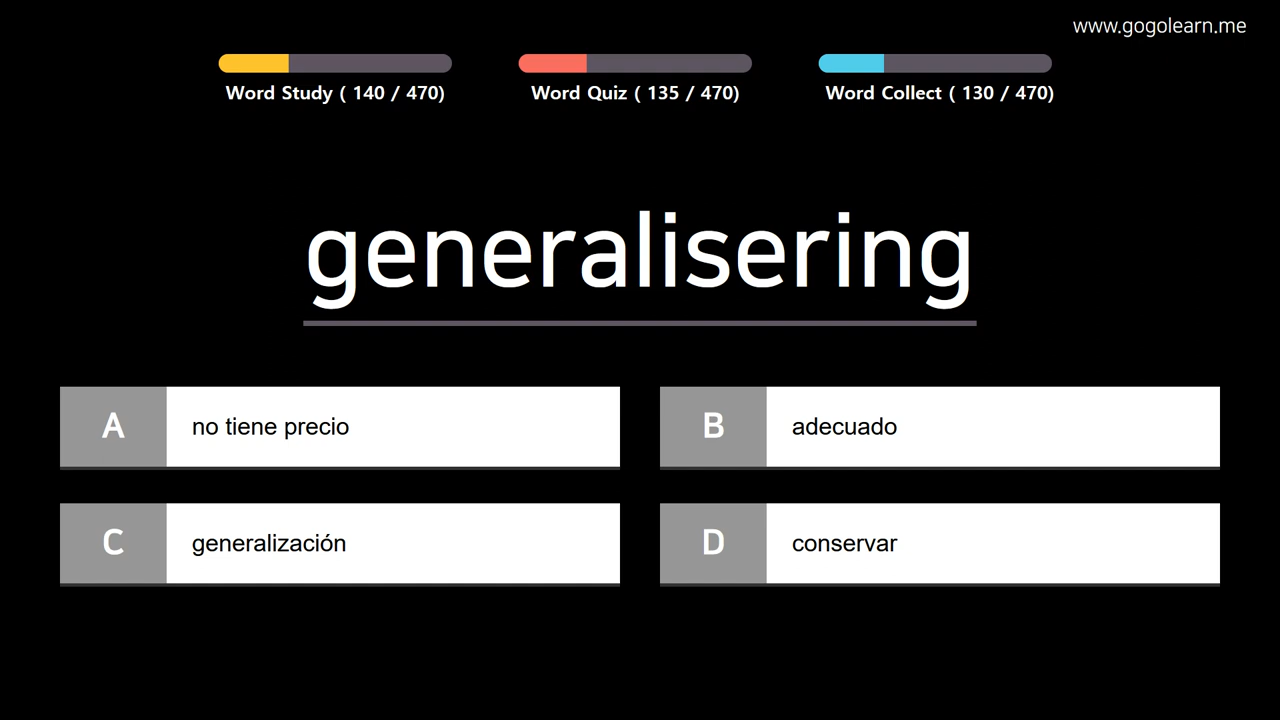 www.gogolearn.me
Word Study ( 140 / 470)
Word Quiz ( 135 / 470)
Word Collect ( 130 / 470)
generalisering
A
no tiene precio
B
adecuado
C
generalización
D
conservar